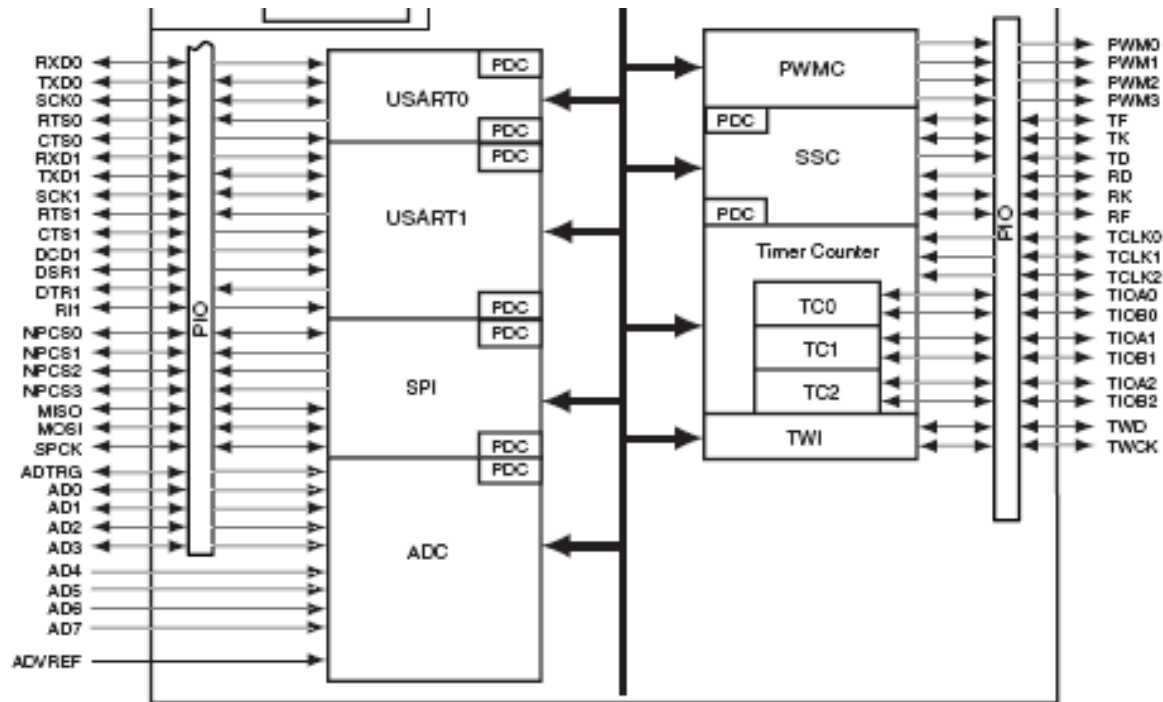 RXD0
TXD0
SCK0
RTS0
CTS0
RXD1
TXD1
SCK1
RTS1
CTS1
DCD1
DSR1
DTR1
RI1
NPCS0
NPCS1
NPCS2
NPCS3
MISO
MOSI
SPCK
ADTRG
AD0
AD1
AD2
AD3
AD4
AD5
AD6
AD7
ADVREF
PIO
PDC
USART0
PDC
PDC
USART1
PDC
PDC
SPI
PDC
PDC
ADC
PWMC
PDC
SSC
PDC
Timer Counter
TC0
TC1
TC2
TWI
PIO
PWM0
PWM1
PWM2
PWM3
TF
TK
TD
RD
RK
RF
TCLK0
TCLK1
TCLK2
TIOA0
TIOB0
TIOA1
TIOB1
TIOA2
TIOB2
TWD
TWCK